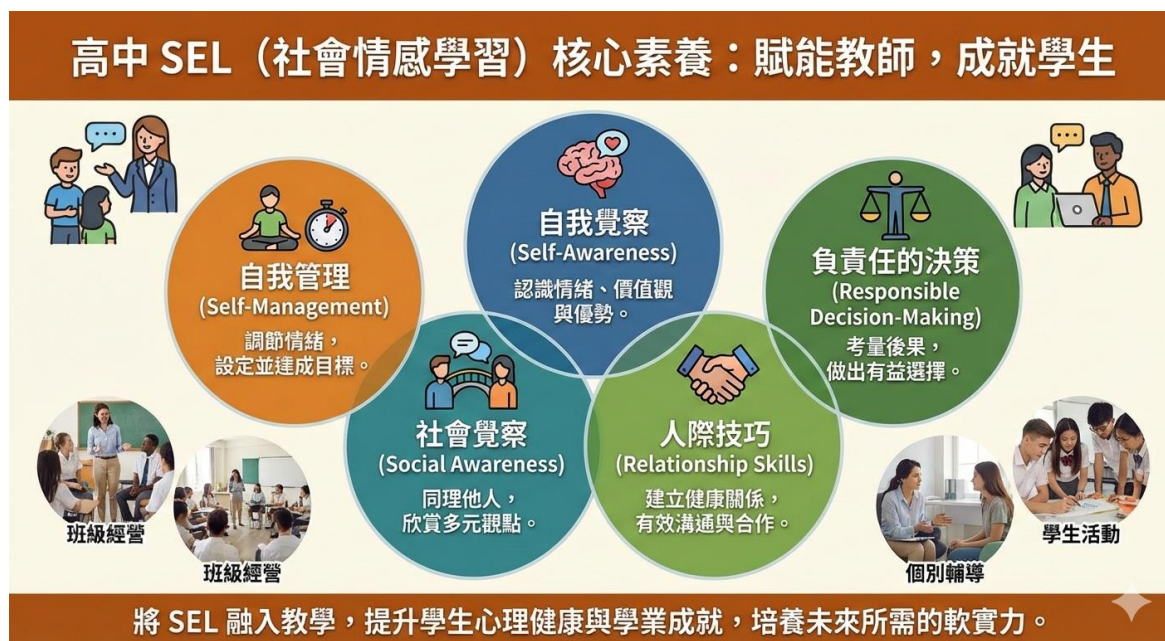 高中 SEL（社會情感學習）核心素養：賦能教師，成就學生
自我管理
(Self-Management)
調節情緒，
設定並達成目標。
自我覺察
(Self-Awareness)
認識情緒、價值觀
與優勢。
負責任的決策
(Responsible
Decision-Making)
考量後果，
做出有益選擇。
社會覺察
(Social Awareness)
同理他人，
欣賞多元觀點。
人際技巧
(Relationship Skills)
建立健康關係，
有效溝通與合作。
班級經營
班級經營
個別輔導
學生活動
將 SEL 融入教學，提升學生心理健康與學業成就，培養未來所需的軟實力。